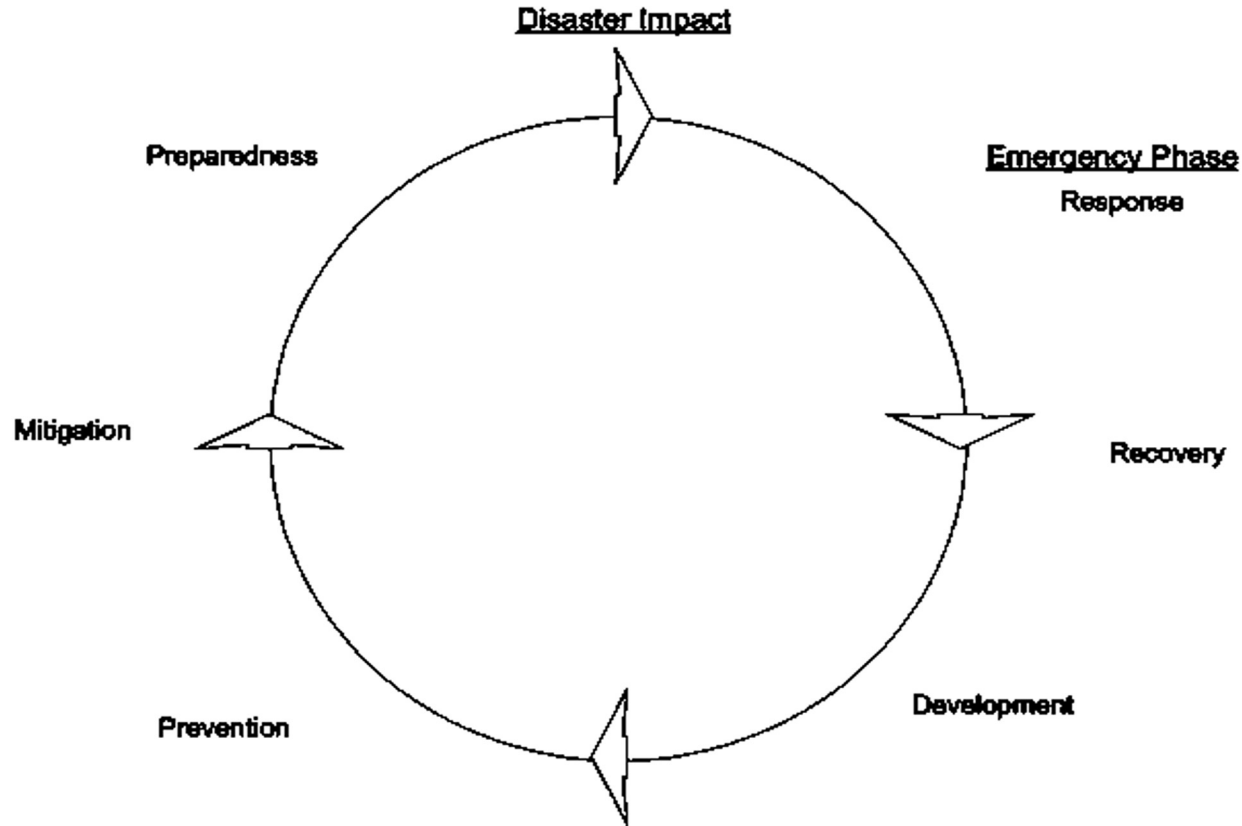 Disaster Impact
Preparedness
Emergency Phase
Response
Mitigation
Recovery
Development
Prevention